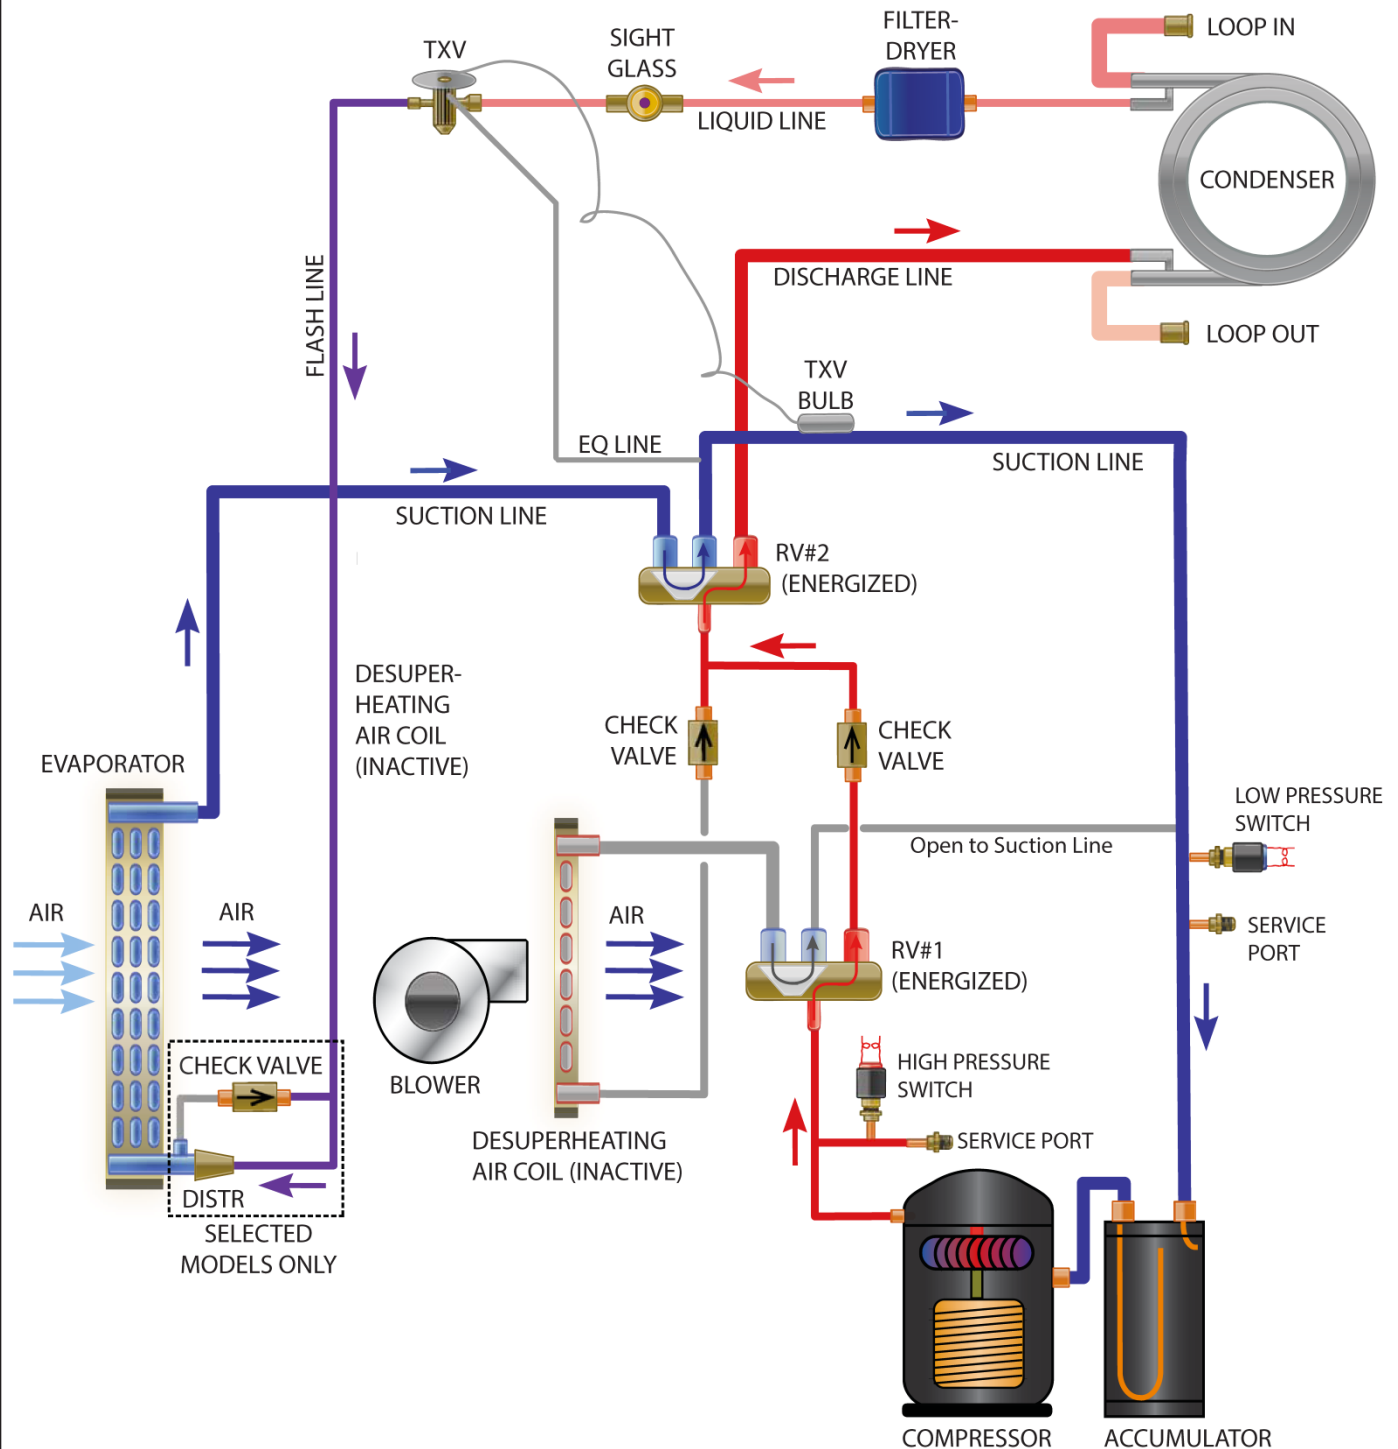 LOOP IN
FILTER-
DRYER
SIGHT
GLASS
TXV
LIQUID LINE
CONDENSER
DISCHARGE LINE
LOOP OUT
FLASH LINE
TXV
BULB
EQ LINE
SUCTION LINE
SUCTION LINE
RV#2
(ENERGIZED)
DESUPER-
HEATING
AIR COIL
(INACTIVE)
CHECK
VALVE
CHECK
VALVE
EVAPORATOR
LOW PRESSURE
SWITCH
Open to Suction Line
AIR
AIR
AIR
SERVICE
PORT
RV#1
(ENERGIZED)
BLOWER
HIGH PRESSURE
SWITCH
CHECK VALVE
DESUPERHEATING
AIR COIL (INACTIVE)
SERVICE PORT
DISTR
SELECTED
MODELS ONLY
COMPRESSOR
ACCUMULATOR